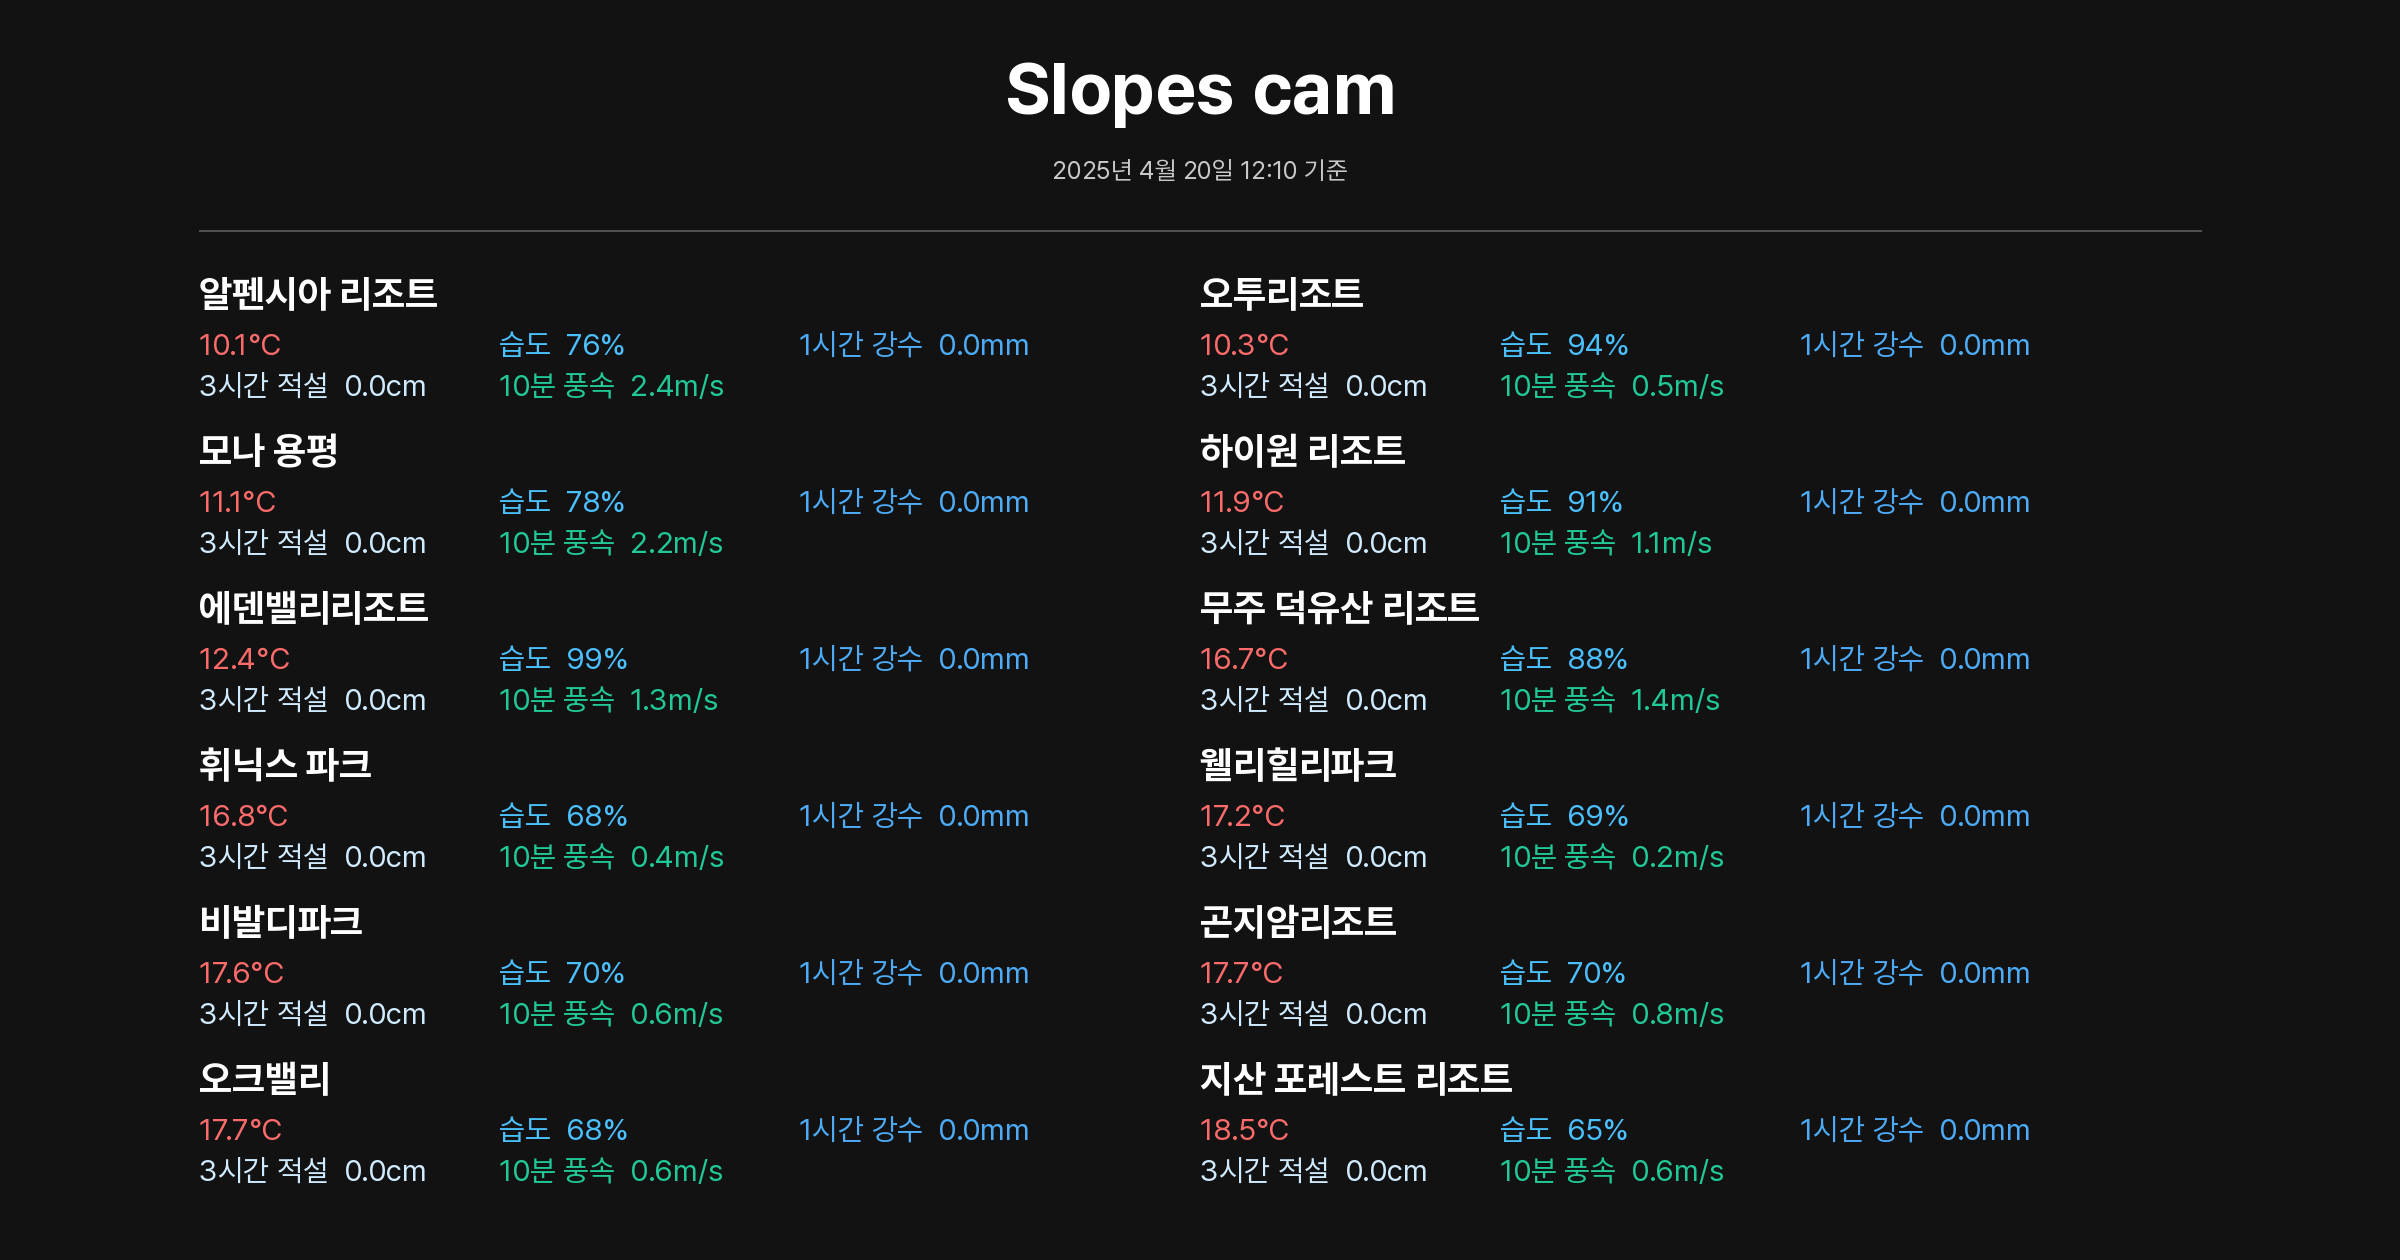 Slopes cam
2025년 4월 20일 12:10 기준
알펜시아 리조트
10.1°C 습도 76% 1시간 강수 0.0mm
3시간 적설 0.0cm 10분 풍속 2.4m/s
오투리조트
10.3°C 습도 94% 1시간 강수 0.0mm
3시간 적설 0.0cm 10분 풍속 0.5m/s
모나 용평
11.1°C 습도 78% 1시간 강수 0.0mm
3시간 적설 0.0cm 10분 풍속 2.2m/s
하이원 리조트
11.9°C 습도 91% 1시간 강수 0.0mm
3시간 적설 0.0cm 10분 풍속 1.1m/s
에덴밸리리조트
12.4°C 습도 99% 1시간 강수 0.0mm
3시간 적설 0.0cm 10분 풍속 1.3m/s
무주 덕유산 리조트
16.7°C 습도 88% 1시간 강수 0.0mm
3시간 적설 0.0cm 10분 풍속 1.4m/s
휘닉스 파크
16.8°C 습도 68% 1시간 강수 0.0mm
3시간 적설 0.0cm 10분 풍속 0.4m/s
웰리힐리파크
17.2°C 습도 69% 1시간 강수 0.0mm
3시간 적설 0.0cm 10분 풍속 0.2m/s
비발디파크
17.6°C 습도 70% 1시간 강수 0.0mm
3시간 적설 0.0cm 10분 풍속 0.6m/s
곤지암리조트
17.7°C 습도 70% 1시간 강수 0.0mm
3시간 적설 0.0cm 10분 풍속 0.8m/s
오크밸리
17.7°C 습도 68% 1시간 강수 0.0mm
3시간 적설 0.0cm 10분 풍속 0.6m/s
지산 포레스트 리조트
18.5°C 습도 65% 1시간 강수 0.0mm
3시간 적설 0.0cm 10분 풍속 0.6m/s